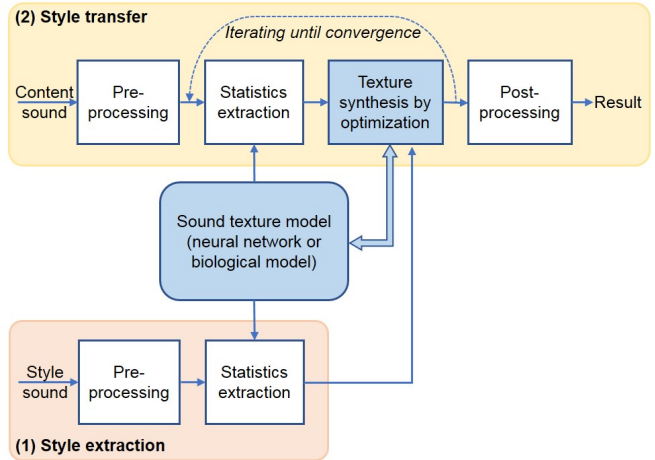 (2) Style transfer
Iterating until convergence
Content
sound
Pre-
processing
Statistics
extraction
Texture
synthesis by
optimization
Post-
processing
Result
Sound texture model
(neural network or
biological model)
Style
sound
Pre-
processing
Statistics
extraction
(1) Style extraction